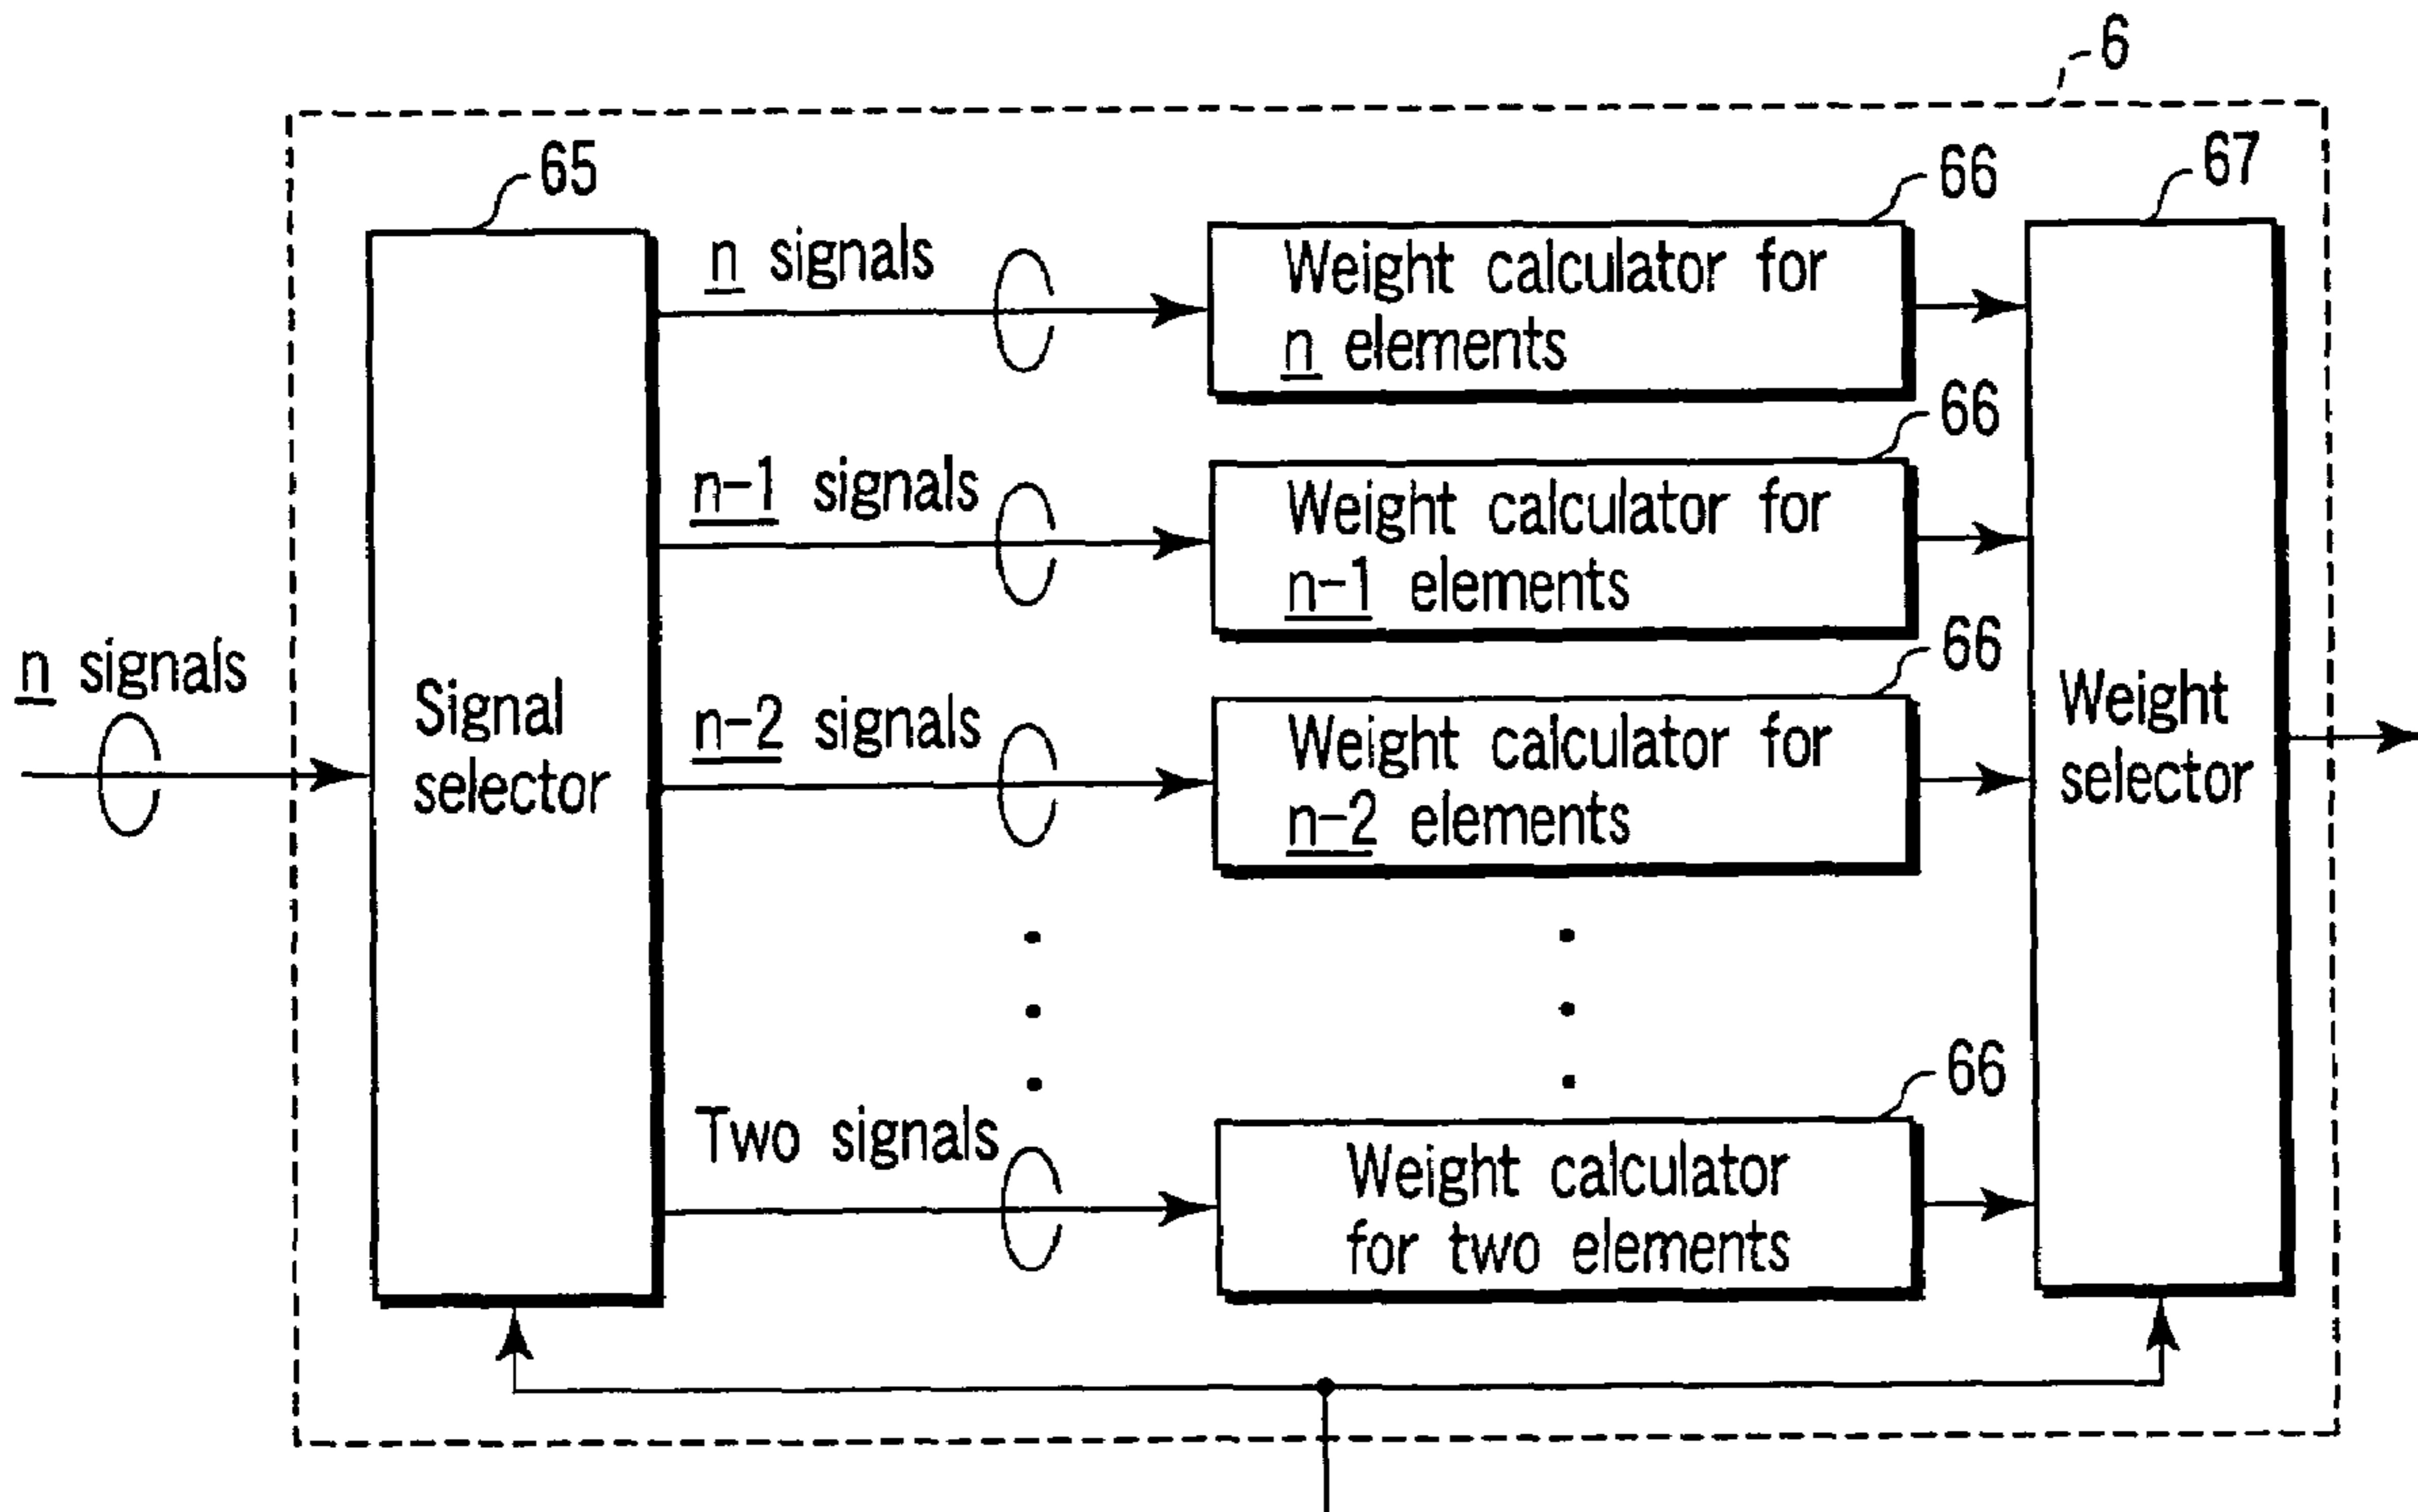 6
65
66
67
n signals
Weight calculator for
n elements
66
n-1 signals
Weight calculator for
n-1 elements
66
n signals
Signal
selector
n-2 signals
Weight calculator for
n-2 elements
Weight
selector
66
Two signals
Weight calculator
for two elements